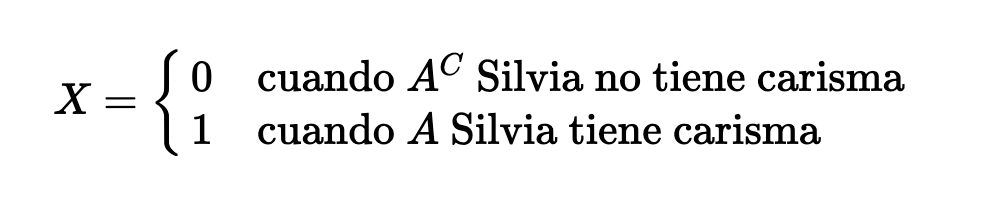 X = { 0 cuando A^C Silvia no tiene carisma
1 cuando A Silvia tiene carisma